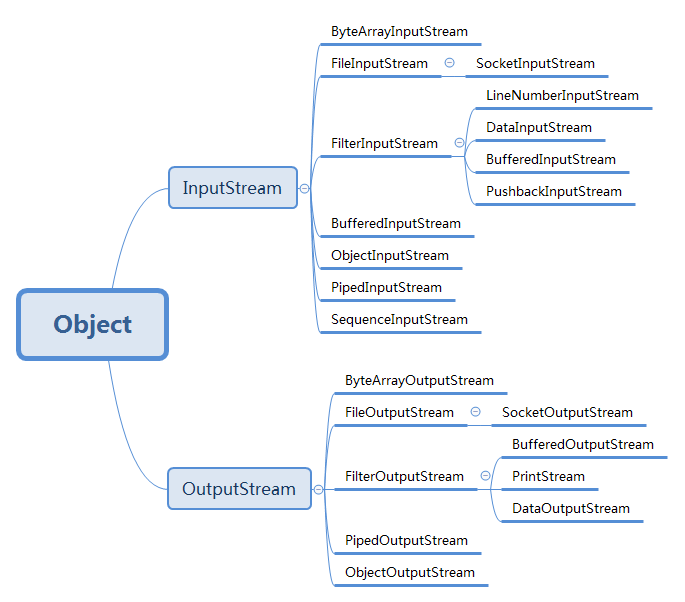 Object
InputStream
ByteArrayInputStream
FileInputStream
SocketInputStream
FilterInputStream
LineNumberInputStream
DataInputStream
BufferedInputStream
PushbackInputStream
BufferedInputStream
ObjectInputStream
PipedInputStream
SequenceInputStream
OutputStream
ByteArrayOutputStream
FileOutputStream
SocketOutputStream
FilterOutputStream
BufferedOutputStream
PrintStream
DataOutputStream
PipedOutputStream
ObjectOutputStream